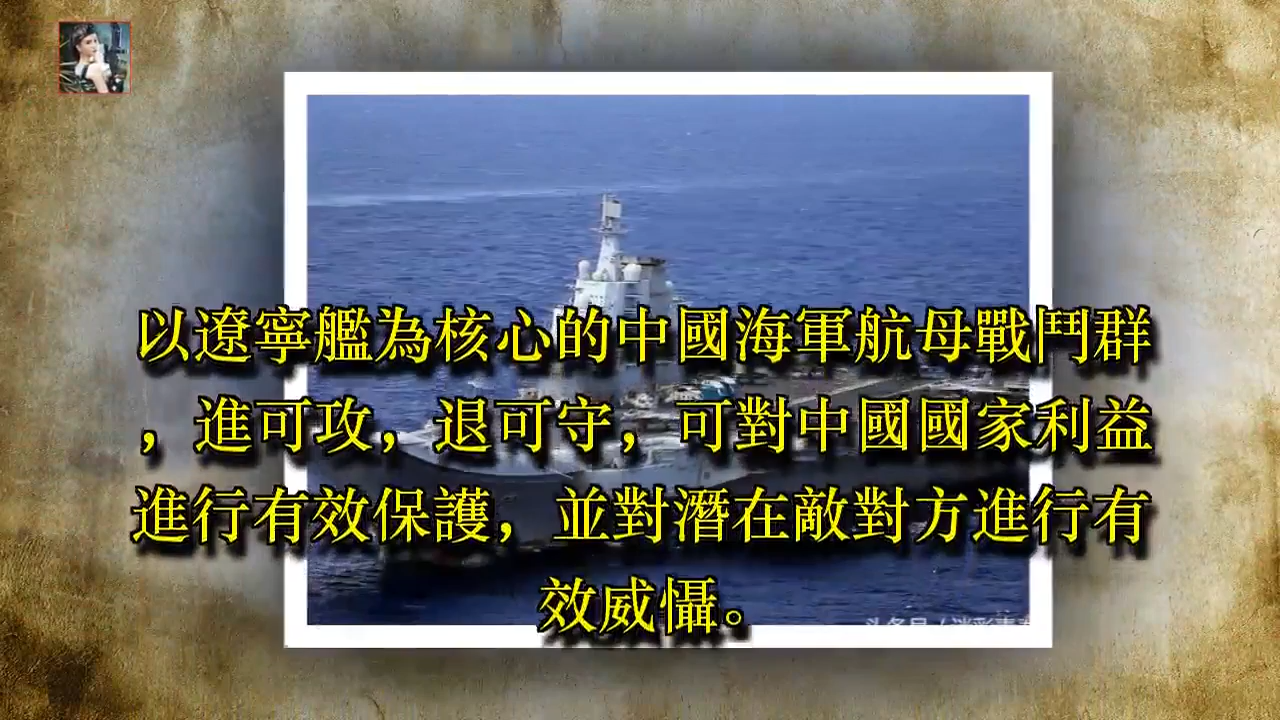 以遼寧艦為核心的中國海軍航母戰鬥群
，進可攻，退可守，可對中國國家利益
進行有效保護，並對潛在敵對方進行有
效威懾。